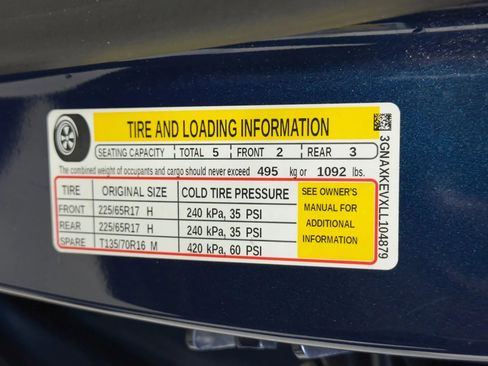 TIRE AND LOADING INFORMATION
SEATING CAPACITY TOTAL 5 FRONT 2 REAR 3
The combined weight of occupants and cargo should never exceed 495 kg or 1092 lbs.
TIRE ORIGINAL SIZE COLD TIRE PRESSURE
FRONT 225/65R17 H 240 kPa, 35 PSI
REAR 225/65R17 H 240 kPa, 35 PSI
SPARE T135/70R16 M 420 kPa, 60 PSI
SEE OWNER'S
MANUAL FOR
ADDITIONAL
INFORMATION
3GNAXKEVXLL104879